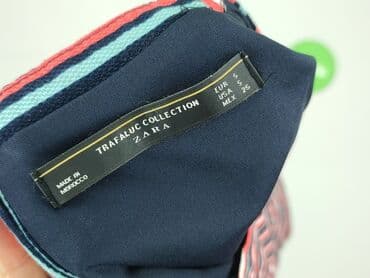 TRAFALUC COLLECTION
ZARA
EUR S
USA S
MEX 26
MADE IN
MOROCCO